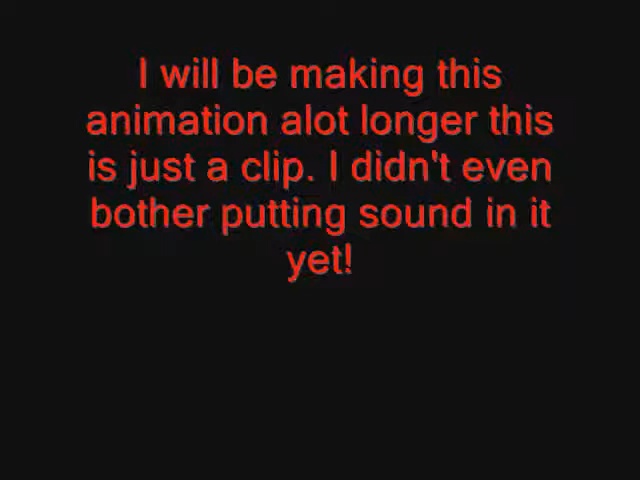 I will be making this
animation alot longer this
is just a clip. I didn't even
bother putting sound in it
yet!